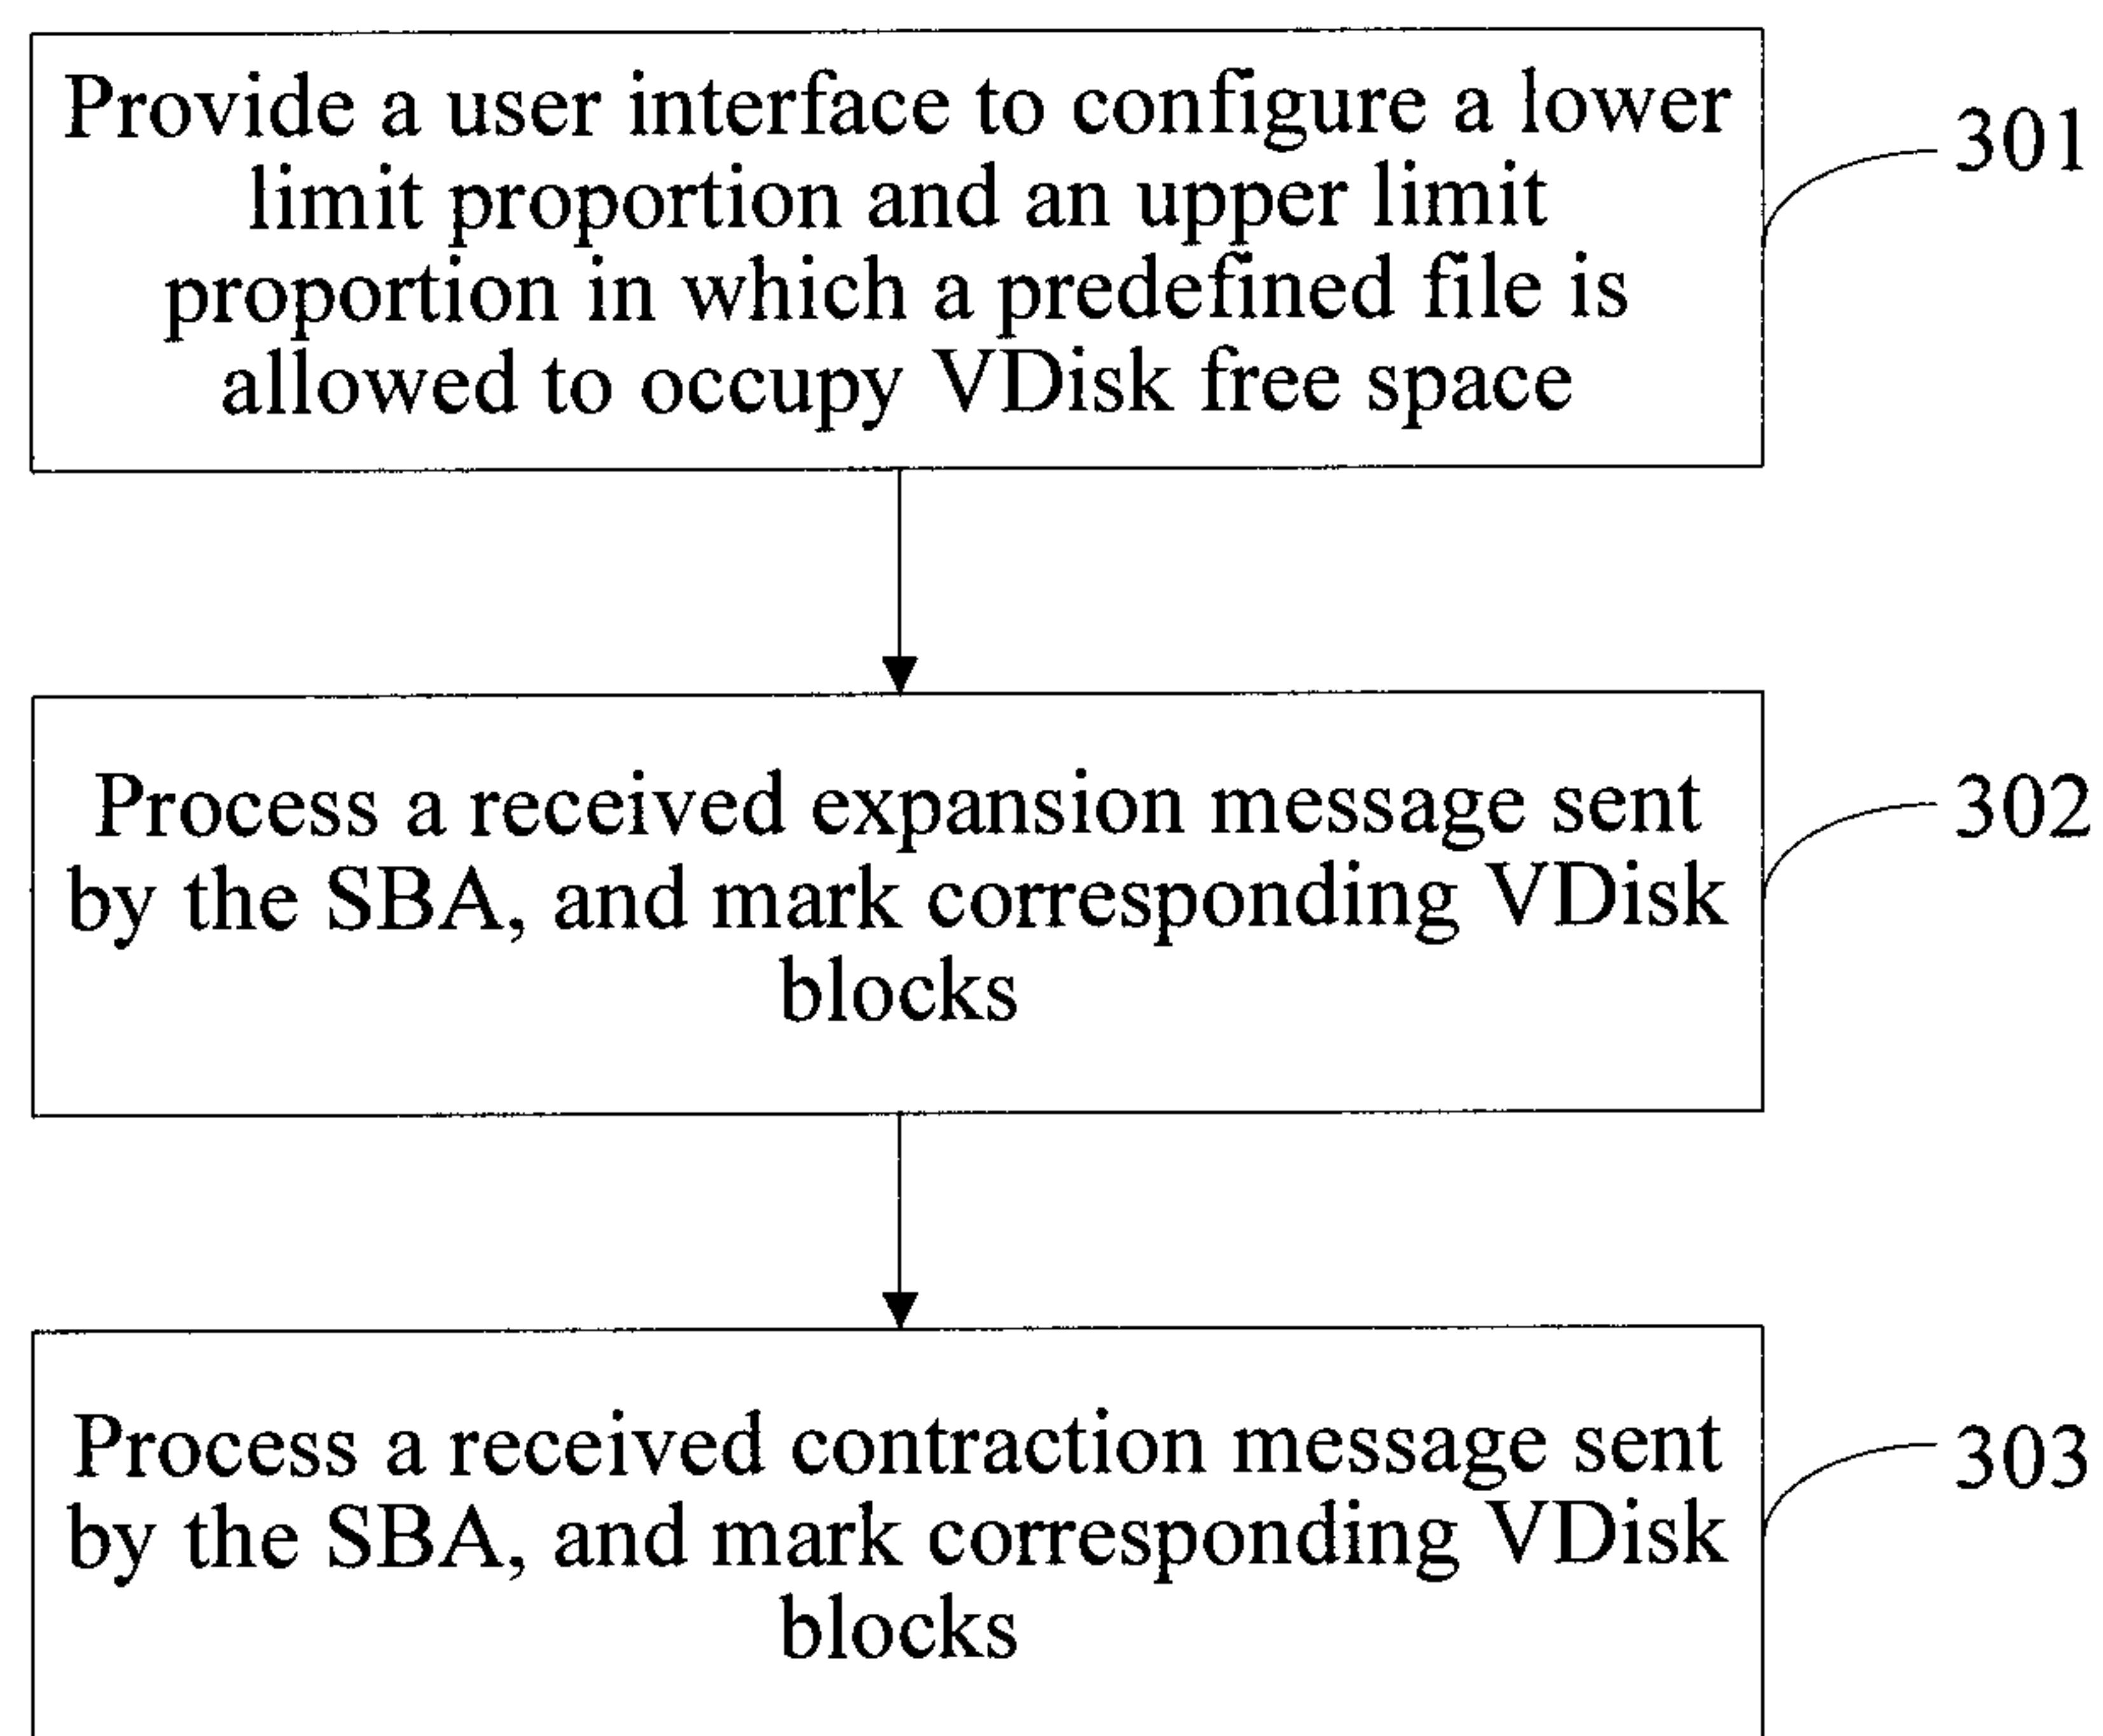 Provide a user interface to configure a lower
limit proportion and an upper limit
proportion in which a predefined file is
allowed to occupy VDisk free space
301
Process a received expansion message sent
by the SBA, and mark corresponding VDisk
blocks
302
Process a received contraction message sent
by the SBA, and mark corresponding VDisk
blocks
303